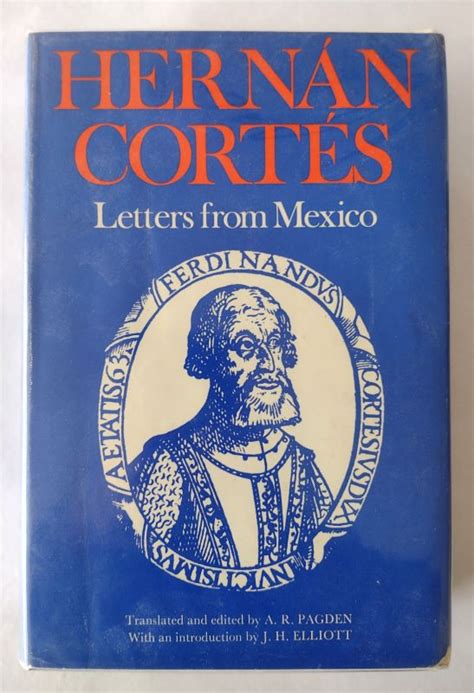 HERNÁN
CORTÉS
Letters from Mexico
FERDINANDVS
CORTESIVS DVX
INVICTISIMVS
AETATIS 63
Translated and edited by A. R. PAGDEN
With an introduction by J. H. ELLIOTT